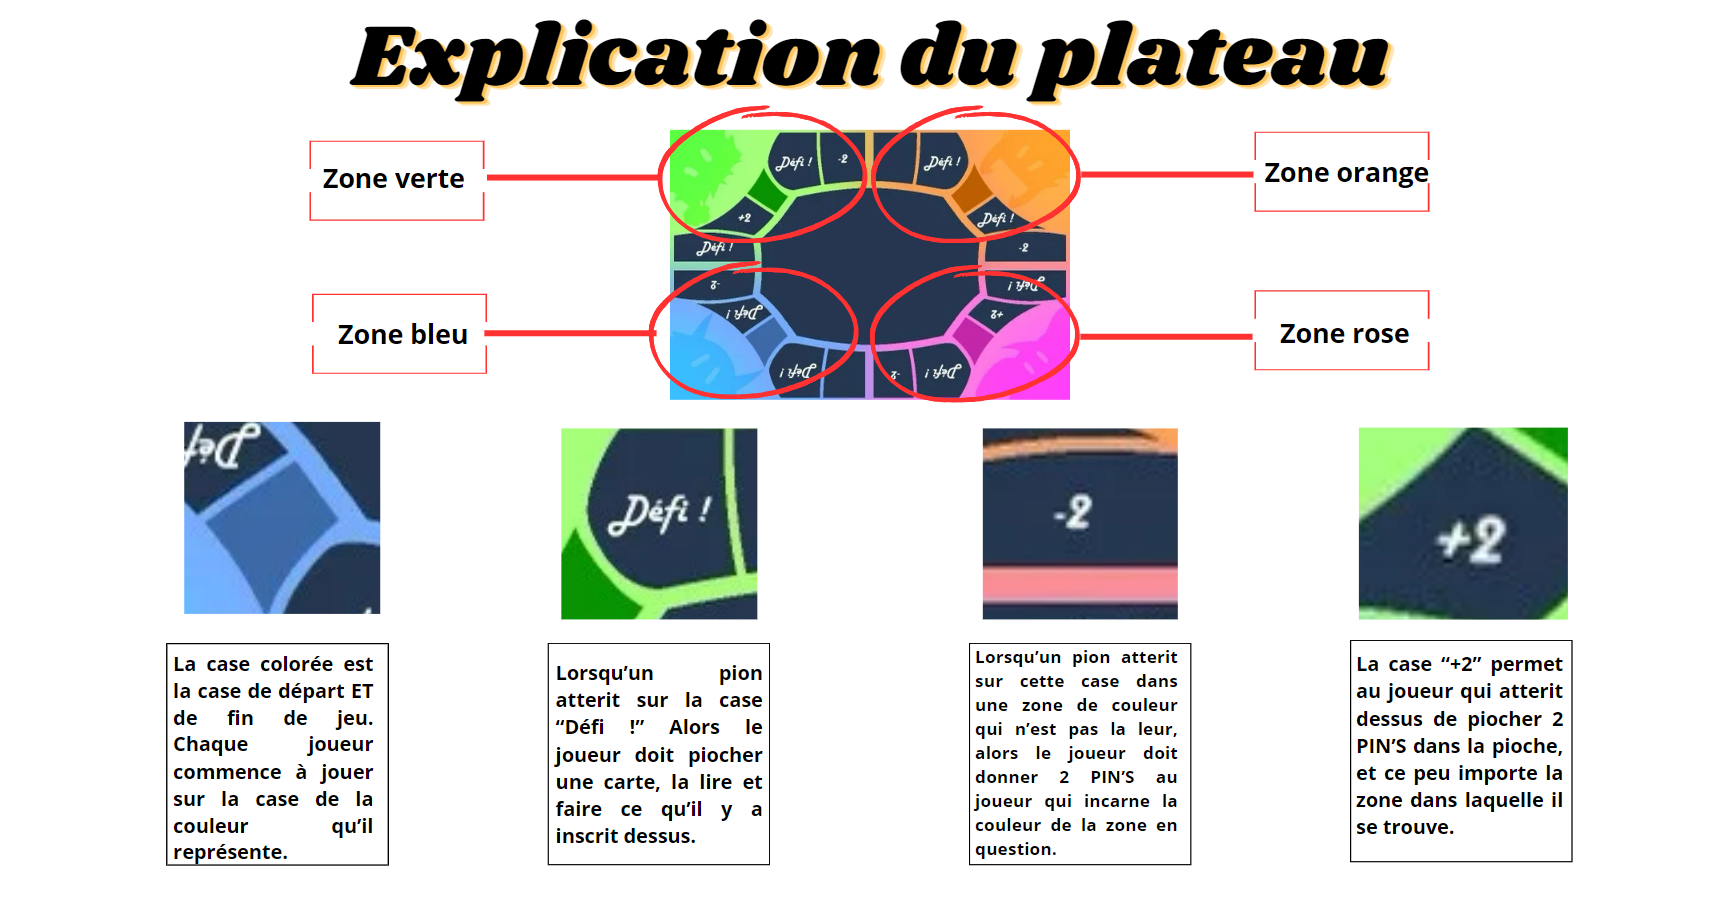 Explication du plateau
Zone verte
Zone orange
Défi !
-2
Défi !
+2
Défi !
Défi !
-2
-2
Défi !
Défi !
+2
Défi !
-2
Défi !
Zone bleu
Zone rose
Défi
Défi !
-2
+2
La case colorée est
la case de départ ET
de fin de jeu.
Chaque joueur
commence à jouer
sur la case de la
couleur qu’il
représente.
Lorsqu’un pion
atterit sur la case
“Défi !” Alors le
joueur doit piocher
une carte, la lire et
faire ce qu’il y a
inscrit dessus.
Lorsqu’un pion atterit
sur cette case dans
une zone de couleur
qui n’est pas la leur,
alors le joueur doit
donner 2 PIN’S au
joueur qui incarne la
couleur de la zone en
question.
La case “+2” permet
au joueur qui atterit
dessus de piocher 2
PIN’S dans la pioche,
et ce peu importe la
zone dans laquelle il
se trouve.